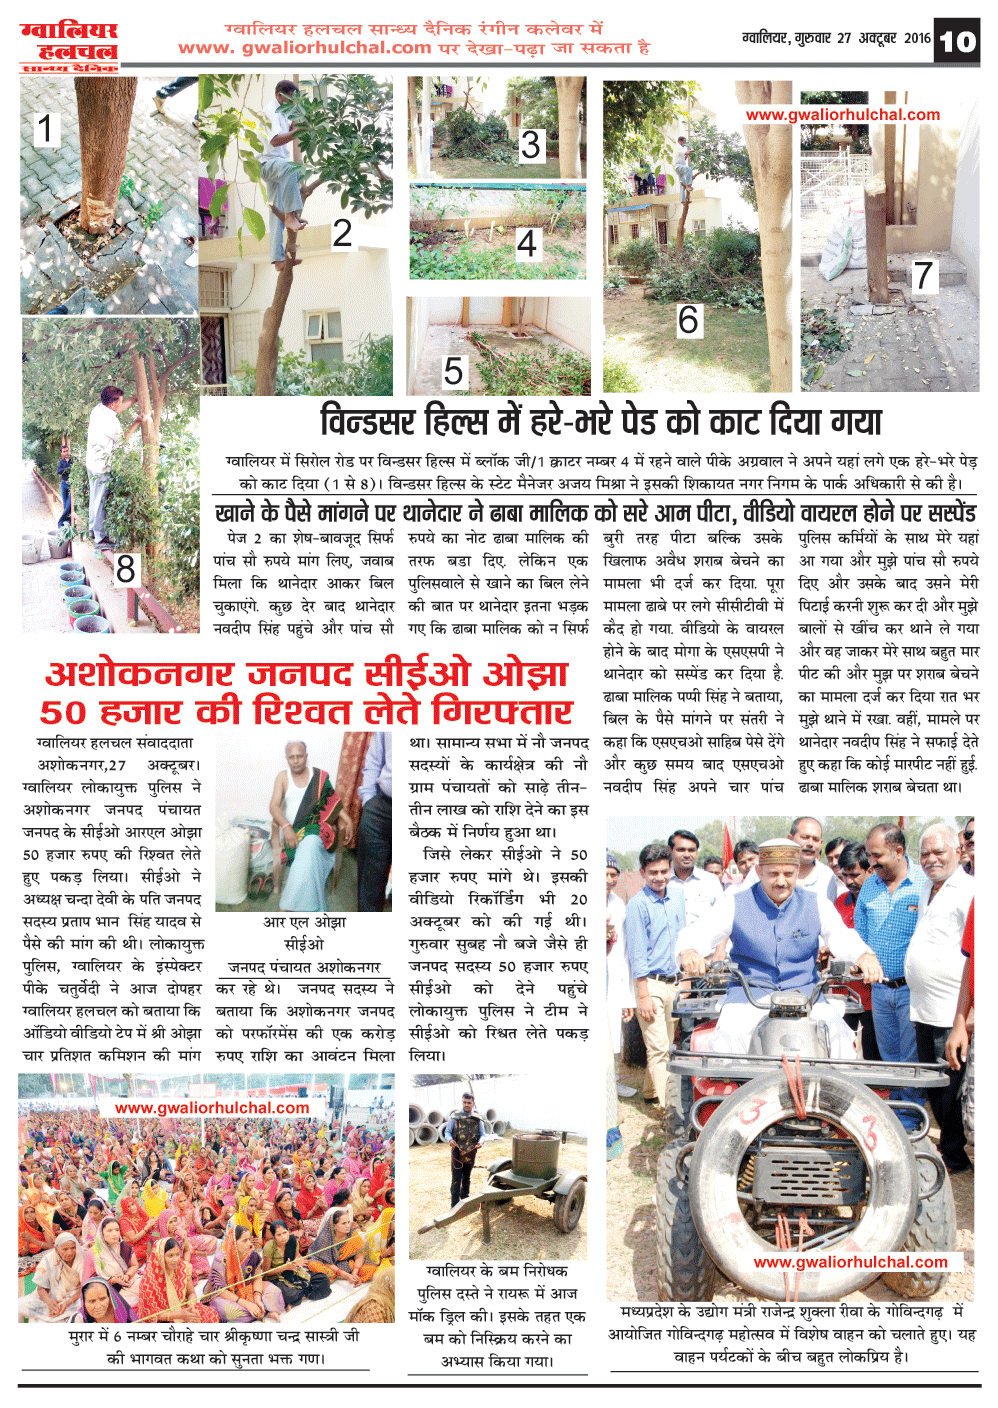 ग्वालियर
हलचल
सान्ध्य दैनिक
ग्वालियर हलचल सान्ध्य दैनिक रंगीन कलेवर में
www. gwaliorhulchal.com पर देखा-पढ़ा जा सकता है
ग्वालियर, गुरुवार 27 अक्टूबर 2016
10
1
2
3
4
5
www.gwaliorhulchal.com
6
7
8
विन्डसर हिल्स में हरे-भरे पेड को काट दिया गया
ग्वालियर में सिरोल रोड पर विन्डसर हिल्स में ब्लॉक जी/1 क्राटर नम्बर 4 में रहने वाले पीके अग्रवाल ने अपने यहां लगे एक हरे-भरे पेड़
को काट दिया (1 से 8)। विन्डसर हिल्स के स्टेट मैनेजर अजय मिश्रा ने इसकी शिकायत नगर निगम के पार्क अधिकारी से की है।
खाने के पैसे मांगने पर थानेदार ने ढाबा मालिक को सरे आम पीटा, वीडियो वायरल होने पर सस्पेंड
पेज 2 का शेष-बावजूद सिर्फ
पांच सौ रुपये मांग लिए, जवाब
मिला कि थानेदार आकर बिल
चुकाएंगे. कुछ देर बाद थानेदार
नवदीप सिंह पहुंचे और पांच सौ
रुपये का नोट ढाबा मालिक की
तरफ बडा दिए. लेकिन एक
पुलिसवाले से खाने का बिल लेने
की बात पर थानेदार इतना भड़क
गए कि ढाबा मालिक को न सिर्फ
बुरी तरह पीटा बल्कि उसके
खिलाफ अवैध शराब बेचने का
मामला भी दर्ज कर दिया. पूरा
मामला ढाबे पर लगे सीसीटीवी में
कैद हो गया. वीडियो के वायरल
होने के बाद मोगा के एसएसपी ने
थानेदार को सस्पेंड कर दिया है.
ढाबा मालिक पप्पी सिंह ने बताया,
बिल के पैसे मांगने पर संतरी ने
कहा कि एसएचओ साहिब पेसे देंगे
और कुछ समय बाद एसएचओ
नवदीप सिंह अपने चार पांच
पुलिस कर्मियों के साथ मेरे यहां
आ गया और मुझे पांच सौ रुपये
दिए और उसके बाद उसने मेरी
पिटाई करनी शुरू कर दी और मुझे
बालों से खींच कर थाने ले गया
और वह जाकर मेरे साथ बहुत मार
पीट की और मुझ पर शराब बेचने
का मामला दर्ज कर दिया रात भर
मुझे थाने में रखा. वहीं, मामले पर
थानेदार नवदीप सिंह ने सफाई देते
हुए कहा कि कोई मारपीट नहीं हुई.
ढाबा मालिक शराब बेचता था।
अशोकनगर जनपद सीईओ ओझा
50 हजार की रिश्वत लेते गिरफ्तार
ग्वालियर हलचल संवाददाता
अशोकनगर,27 अक्टूबर।
ग्वालियर लोकायुक्त पुलिस ने
अशोकनगर जनपद पंचायत
जनपद के सीईओ आरएल ओझा
50 हजार रुपए की रिश्वत लेते
हुए पकड़ लिया। सीईओ ने
अध्यक्ष चन्दा देवी के पति जनपद
सदस्य प्रताप भान सिंह यादव से
पैसे की मांग की थी। लोकायुक्त
पुलिस, ग्वालियर के इंस्पेक्टर
पीके चतुर्वेदी ने आज दोपहर
ग्वालियर हलचल को बताया कि
ऑडियो वीडियो टेप में श्री ओझा
चार प्रतिशत कमिशन की मांग
आर एल ओझा
सीईओ
जनपद पंचायत अशोकनगर
कर रहे थे। जनपद सदस्य ने
बताया कि अशोकनगर जनपद
को परफॉरमेंस की एक करोड़
रुपए राशि का आवंटन मिला
था। सामान्य सभा में नौ जनपद
सदस्यों के कार्यक्षेत्र की नौ
ग्राम पंचायतों को साढ़े तीन-
तीन लाख को राशि देने का इस
बैठक में निर्णय हुआ था।
जिसे लेकर सीईओ ने 50
हजार रुपए मांगे थे। इसकी
वीडियो रिकॉर्डिंग भी 20
अक्टूबर को की गई थी।
गुरुवार सुबह नौ बजे जैसे ही
जनपद सदस्य 50 हजार रुपए
सीईओ को देने पहुंचे
लोकायुक्त पुलिस ने टीम ने
सीईओ को रिश्वत लेते पकड़
लिया।
www.gwaliorhulchal.com
मुरार में 6 नम्बर चौराहे चार श्रीकृष्णा चन्द्र सास्त्री जी
की भागवत कथा को सुनता भक्त गण।
ग्वालियर के बम निरोधक
पुलिस दस्ते ने रायरू में आज
मॉक ड्रिल की। इसके तहत एक
बम को निस्क्रिय करने का
अभ्यास किया गया।
3 3
www.gwaliorhulchal.com
मध्यप्रदेश के उद्योग मंत्री राजेन्द्र शुक्ला रीवा के गोविन्दगढ़ में
आयोजित गोविन्दगढ़ महोत्सव में विशेष वाहन को चलाते हुए। यह
वाहन पर्यटकों के बीच बहुत लोकप्रिय है।